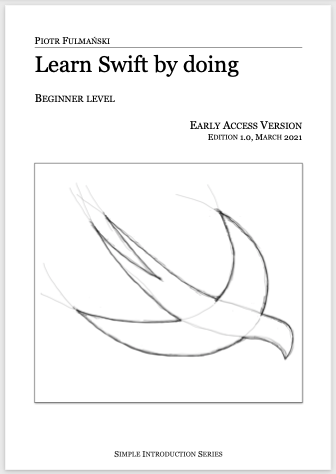 PIOTR FULMAŃSKI
Learn Swift by doing
BEGINNER LEVEL
EARLY ACCESS VERSION
EDITION 1.0, MARCH 2021
SIMPLE INTRODUCTION SERIES